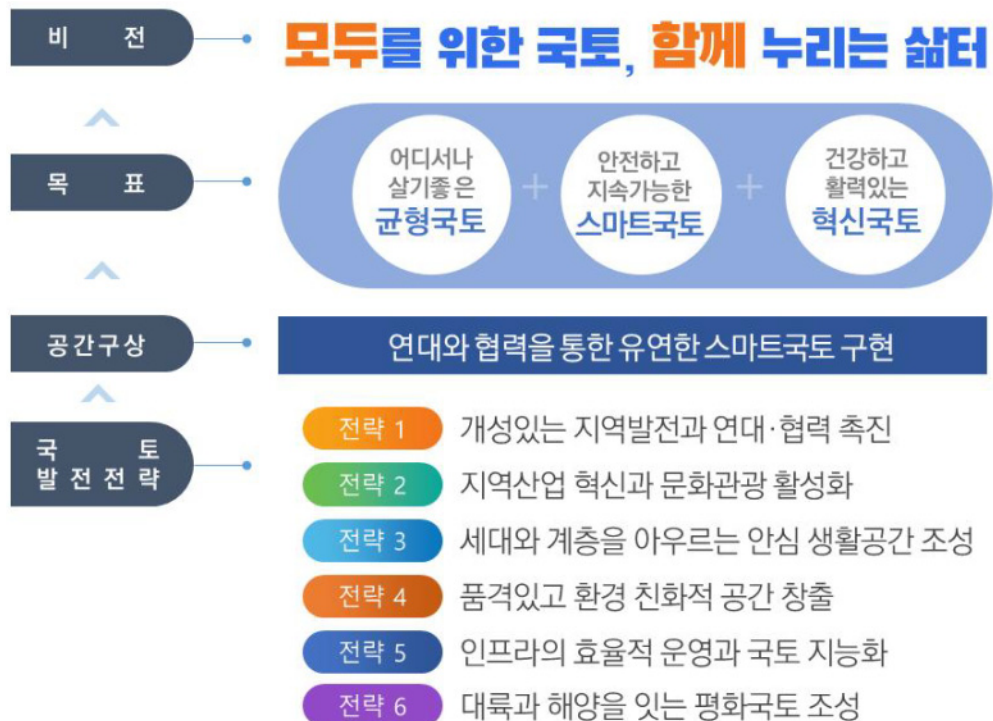 비 전
모두를 위한 국토, 함께 누리는 삶터
목 표
어디서나
살기좋은
균형국토
+
안전하고
지속가능한
스마트국토
+
건강하고
활력있는
혁신국토
공간구상
연대와 협력을 통한 유연한 스마트국토 구현
국 토
발전전략
전략 1 개성있는 지역발전과 연대·협력 촉진
전략 2 지역산업 혁신과 문화관광 활성화
전략 3 세대와 계층을 아우르는 안심 생활공간 조성
전략 4 품격있고 환경 친화적 공간 창출
전략 5 인프라의 효율적 운영과 국토 지능화
전략 6 대륙과 해양을 잇는 평화국토 조성